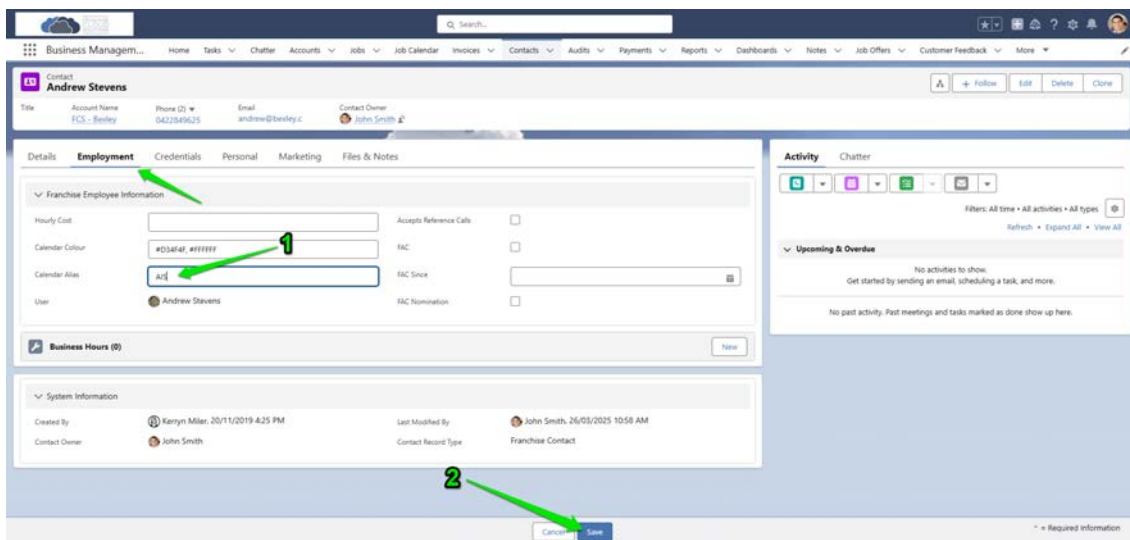 Search...
Business Managem... Home Tasks Chatter Accounts Jobs Job Calendar Invoices Contacts Audits Payments Reports Dashboards Notes Job Offers Customer Feedback More
Contact
Andrew Stevens
+ Follow Edit Delete Clone
Title Account Name Phone (2) Email Contact Owner
FCS - Bexley 0422849625 andrew@bexley.c John Smith
Details Employment Credentials Personal Marketing Files & Notes
Activity Chatter
Franchise Employee Information
Filters: All time • All activities • All types
Refresh • Expand All • View All
Hourly Cost Accepts Reference Calls
Calendar Colour #D34F4F, #FFFFFF FAC
1
Upcoming & Overdue
Calendar Alias AJS FAC Since
No activities to show.
Get started by sending an email, scheduling a task, and more.
User Andrew Stevens FAC Nomination
No past activity. Past meetings and tasks marked as done show up here.
Business Hours (0) New
System Information
Created By Kerryn Miler, 20/11/2019 4:25 PM Last Modified By John Smith, 26/03/2025 10:58 AM
Contact Owner John Smith Contact Record Type Franchise Contact
2
Cancel Save
* = Required Information